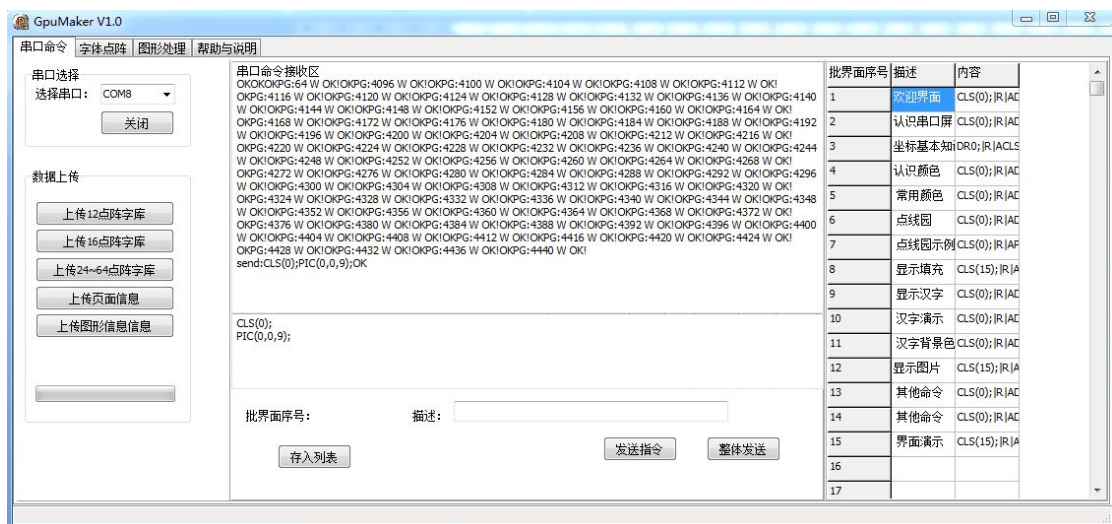 GpuMaker V1.0
串口命令 字体点阵 图形处理 帮助与说明
串口选择
选择串口： COM8
关闭
数据上传
上传12点阵字库
上传16点阵字库
上传24~64点阵字库
上传页面信息
上传图形信息信息
串口命令接收区
OKOKOKPG:64 W OK!OKPG:4096 W OK!OKPG:4100 W OK!OKPG:4104 W OK!OKPG:4108 W OK!OKPG:4112 W OK!
OKPG:4116 W OK!OKPG:4120 W OK!OKPG:4124 W OK!OKPG:4128 W OK!OKPG:4132 W OK!OKPG:4136 W OK!OKPG:4140
W OK!OKPG:4144 W OK!OKPG:4148 W OK!OKPG:4152 W OK!OKPG:4156 W OK!OKPG:4160 W OK!OKPG:4164 W OK!
OKPG:4168 W OK!OKPG:4172 W OK!OKPG:4176 W OK!OKPG:4180 W OK!OKPG:4184 W OK!OKPG:4188 W OK!OKPG:4192
W OK!OKPG:4196 W OK!OKPG:4200 W OK!OKPG:4204 W OK!OKPG:4208 W OK!OKPG:4212 W OK!OKPG:4216 W OK!
OKPG:4220 W OK!OKPG:4224 W OK!OKPG:4228 W OK!OKPG:4232 W OK!OKPG:4236 W OK!OKPG:4240 W OK!OKPG:4244
W OK!OKPG:4248 W OK!OKPG:4252 W OK!OKPG:4256 W OK!OKPG:4260 W OK!OKPG:4264 W OK!OKPG:4268 W OK!
OKPG:4272 W OK!OKPG:4276 W OK!OKPG:4280 W OK!OKPG:4284 W OK!OKPG:4288 W OK!OKPG:4292 W OK!OKPG:4296
W OK!OKPG:4300 W OK!OKPG:4304 W OK!OKPG:4308 W OK!OKPG:4312 W OK!OKPG:4316 W OK!OKPG:4320 W OK!
OKPG:4324 W OK!OKPG:4328 W OK!OKPG:4332 W OK!OKPG:4336 W OK!OKPG:4340 W OK!OKPG:4344 W OK!OKPG:4348
W OK!OKPG:4352 W OK!OKPG:4356 W OK!OKPG:4360 W OK!OKPG:4364 W OK!OKPG:4368 W OK!OKPG:4372 W OK!
OKPG:4376 W OK!OKPG:4380 W OK!OKPG:4384 W OK!OKPG:4388 W OK!OKPG:4392 W OK!OKPG:4396 W OK!OKPG:4400
W OK!OKPG:4404 W OK!OKPG:4408 W OK!OKPG:4412 W OK!OKPG:4416 W OK!OKPG:4420 W OK!OKPG:4424 W OK!
OKPG:4428 W OK!OKPG:4432 W OK!OKPG:4436 W OK!OKPG:4440 W OK!
send:CLS(0);PIC(0,0,9);OK
CLS(0);
PIC(0,0,9);
批界面序号： 描述：
存入列表 发送指令 整体发送
批界面序号 描述 内容
1 欢迎界面 CLS(0);|R|AD
2 认识串口屏 CLS(0);|R|AD
3 坐标基本知 DR0;|R|ACLS
4 认识颜色 CLS(0);|R|AD
5 常用颜色 CLS(0);|R|AD
6 点线园 CLS(0);|R|AD
7 点线园示例 CLS(0);|R|AF
8 显示填充 CLS(15);|R|A
9 显示汉字 CLS(0);|R|AD
10 汉字演示 CLS(0);|R|AD
11 汉字背景色 CLS(0);|R|AD
12 显示图片 CLS(15);|R|A
13 其他命令 CLS(0);|R|AD
14 其他命令 CLS(0);|R|AD
15 界面演示 CLS(15);|R|A
16
17